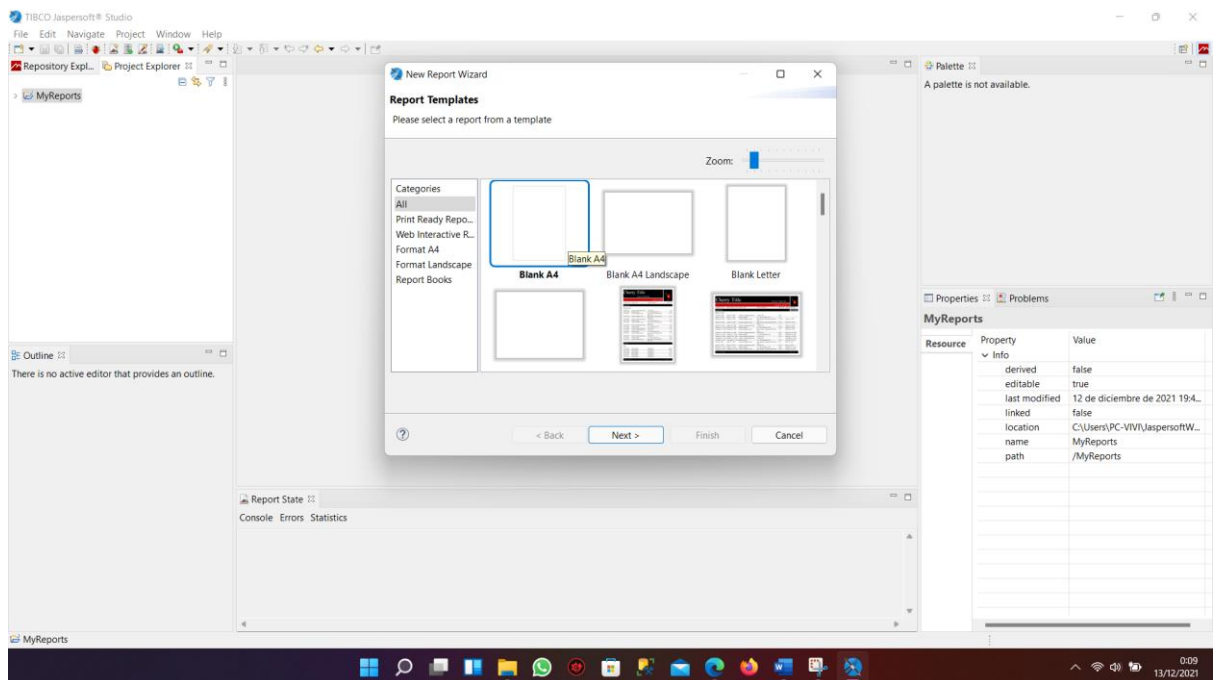 TIBCO Jaspersoft® Studio
File Edit Navigate Project Window Help
Repository Expl... Project Explorer
MyReports
Outline
There is no active editor that provides an outline.
New Report Wizard
Report Templates
Please select a report from a template
Zoom:
Categories
All
Print Ready Repo...
Web Interactive R...
Format A4
Format Landscape
Report Books
Blank A4
Blank A4
Blank A4 Landscape
Blank Letter
< Back Next > Finish Cancel
Report State
Console Errors Statistics
Palette
A palette is not available.
Properties Problems
MyReports
Resource
Property Value
Info
derived false
editable true
last modified 12 de diciembre de 2021 19:4...
linked false
location C:\Users\PC-VIVI\JaspersoftW...
name MyReports
path /MyReports
MyReports
0:09
13/12/2021